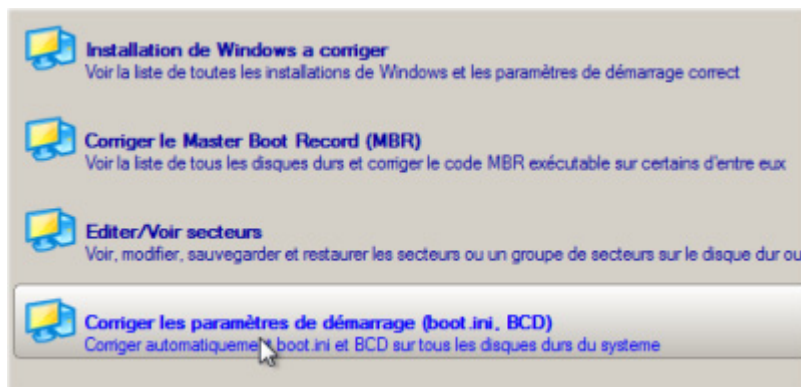 Installation de Windows a corriger
Voir la liste de toutes les installations de Windows et les paramètres de démarrage correct
Corriger le Master Boot Record (MBR)
Voir la liste de tous les disques durs et corriger le code MBR exécutable sur certains d'entre eux
Editer/Voir secteurs
Voir, modifier, sauvegarder et restaurer les secteurs ou un groupe de secteurs sur le disque dur ou
Corriger les paramètres de démarrage (boot.ini, BCD)
Corriger automatiquement boot.ini et BCD sur tous les disques durs du systeme